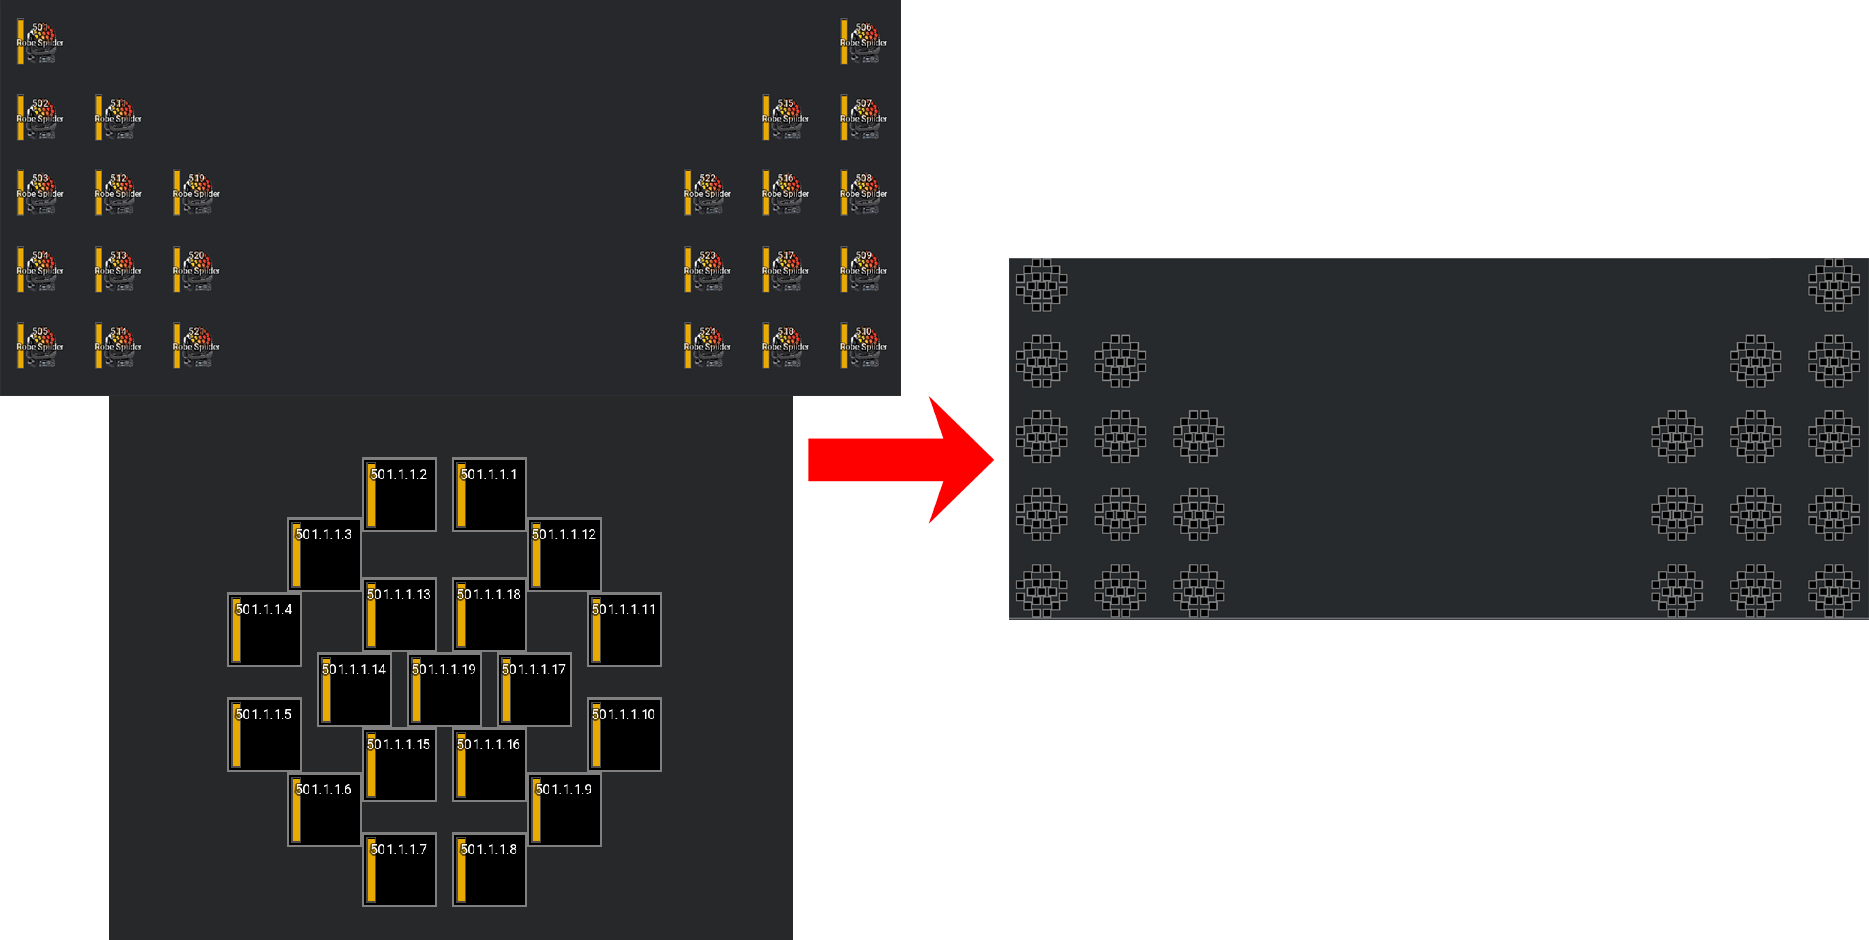 501
Robe Spider
506
Robe Spider
502
Robe Spider
511
Robe Spider
515
Robe Spider
507
Robe Spider
503
Robe Spider
512
Robe Spider
519
Robe Spider
522
Robe Spider
516
Robe Spider
508
Robe Spider
504
Robe Spider
513
Robe Spider
520
Robe Spider
523
Robe Spider
517
Robe Spider
509
Robe Spider
505
Robe Spider
514
Robe Spider
521
Robe Spider
524
Robe Spider
518
Robe Spider
510
Robe Spider
501.1.1.2
501.1.1.1
501.1.1.3
501.1.1.12
501.1.1.13
501.1.1.18
501.1.1.4
501.1.1.11
501.1.1.14
501.1.1.19
501.1.1.17
501.1.1.5
501.1.1.10
501.1.1.15
501.1.1.16
501.1.1.6
501.1.1.9
501.1.1.7
501.1.1.8